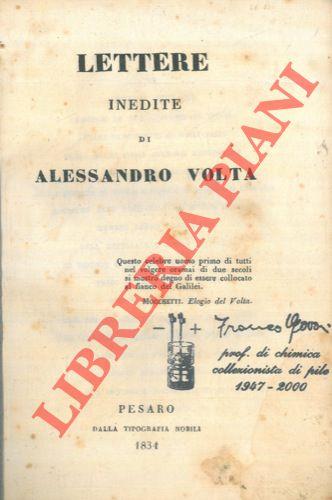 LETTERE
INEDITE
DI
ALESSANDRO VOLTA
LIBRERIA PIANI
Questo celebre uomo primo di tutti
nel volgere oramai di due secoli
si mostrò degno di essere collocato
al fianco del Galilei.
MOCCHETTI. Elogio del Volta.
- +
Franco
prof. di chimica
collezionista di pile
1947-2000
PESARO
DALLA TIPOGRAFIA NOBILI
1834